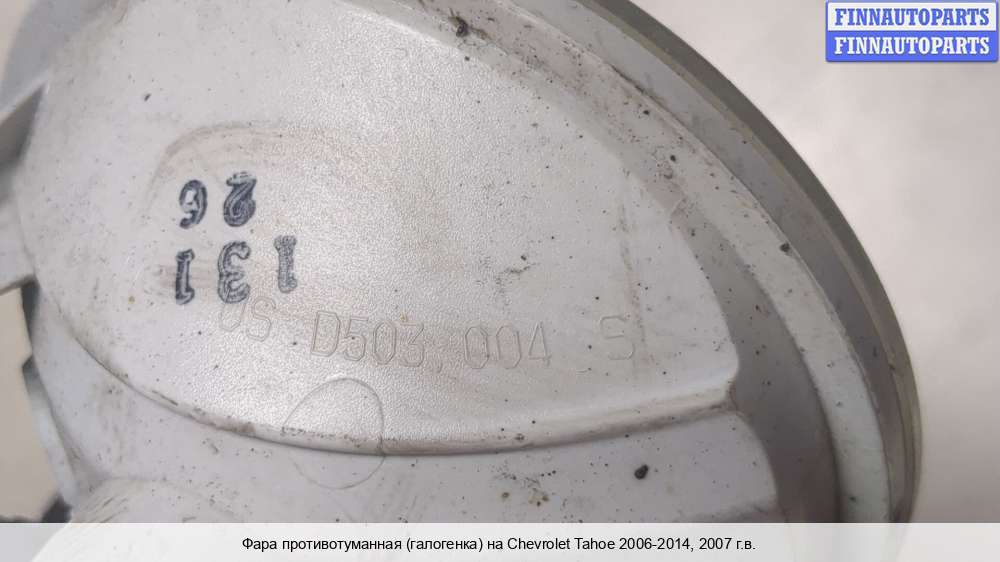 FINNAUTOPARTS
FINNAUTOPARTS
131
26
US D503,004 S
Фара противотуманная (галогенка) на Chevrolet Tahoe 2006-2014, 2007 г.в.